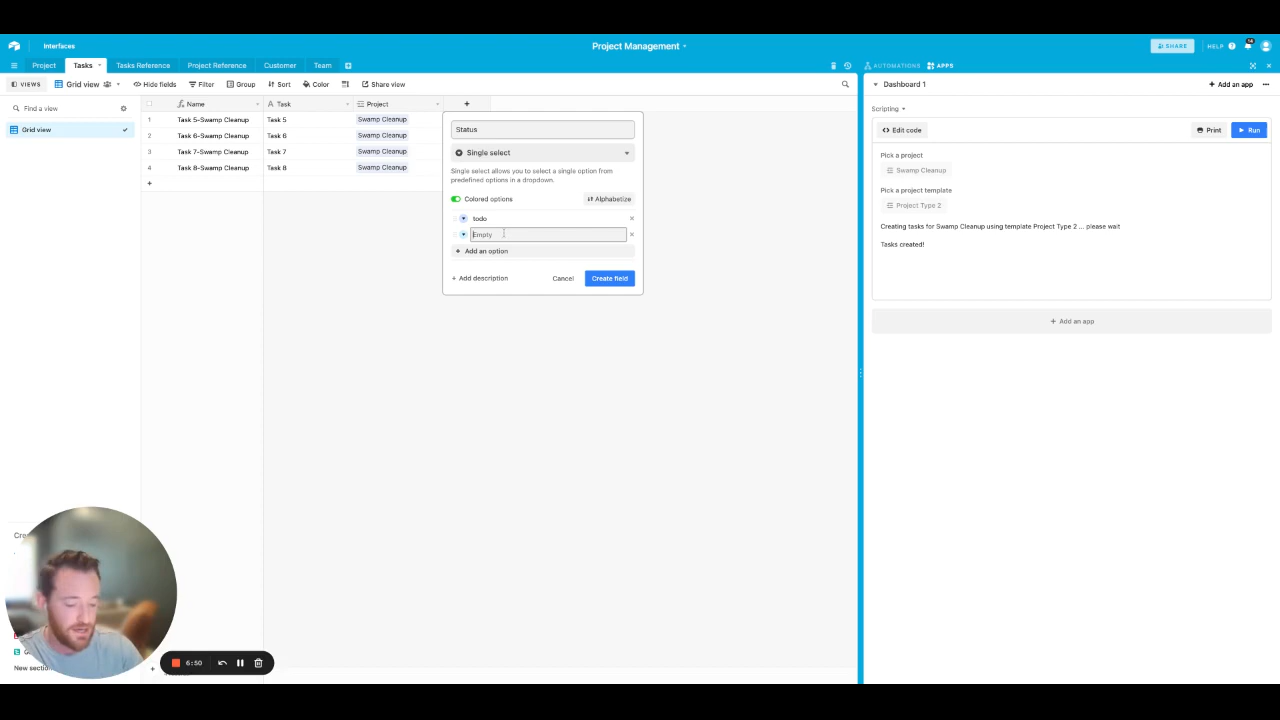 Interfaces
Project Management
SHARE
HELP
Project
Tasks
Tasks Reference
Project Reference
Customer
Team
AUTOMATIONS
APPS
VIEWS
Grid view
Hide fields
Filter
Group
Sort
Color
Share view
Dashboard 1
+ Add an app
Find a view
Grid view
Name
Task
Project
+
1 Task 5-Swamp Cleanup Task 5 Swamp Cleanup
2 Task 6-Swamp Cleanup Task 6 Swamp Cleanup
3 Task 7-Swamp Cleanup Task 7 Swamp Cleanup
4 Task 8-Swamp Cleanup Task 8 Swamp Cleanup
+
Status
Single select
Single select allows you to select a single option from
predefined options in a dropdown.
Colored options
Alphabetize
todo
Empty
+ Add an option
+ Add description
Cancel
Create field
Scripting
Edit code
Print
Run
Pick a project
Swamp Cleanup
Pick a project template
Project Type 2
Creating tasks for Swamp Cleanup using template Project Type 2 ... please wait
Tasks created!
+ Add an app
6:50